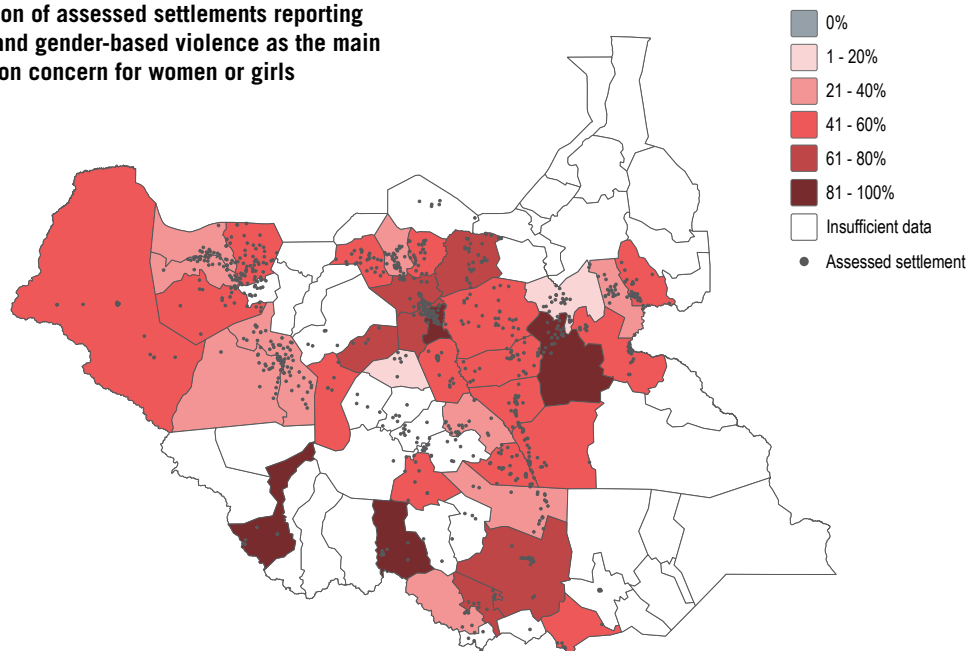 on of assessed settlements reporting
and gender-based violence as the main
on concern for women or girls
0%
1 - 20%
21 - 40%
41 - 60%
61 - 80%
81 - 100%
Insufficient data
Assessed settlement